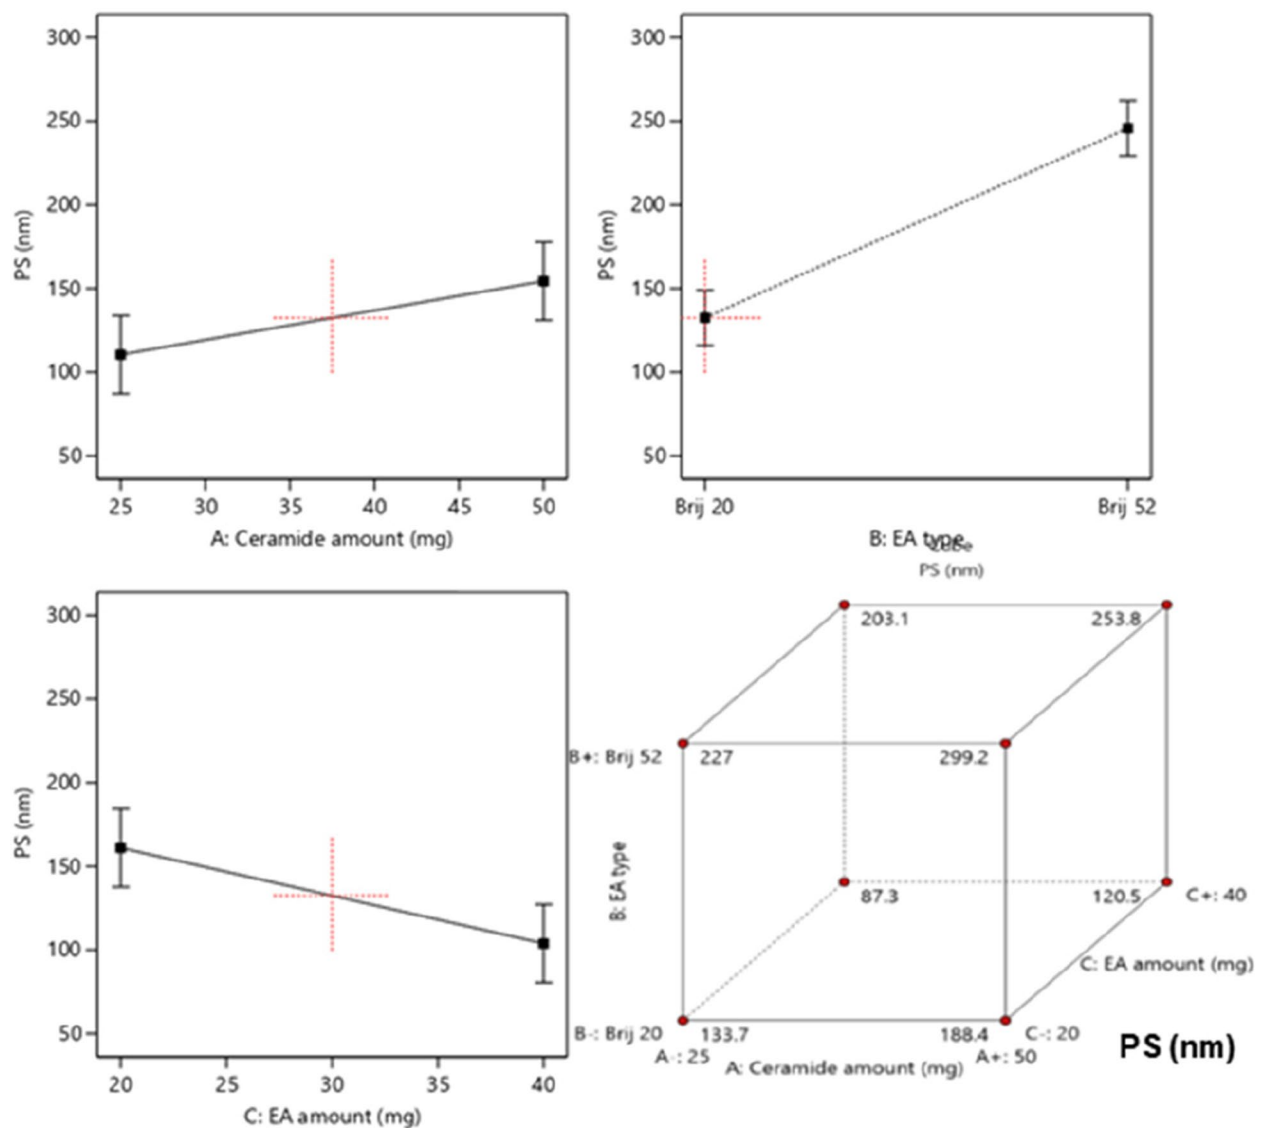 300
250
200
150
100
50
PS (nm)
25 30 35 40 45 50
A: Ceramide amount (mg)
300
250
200
150
100
50
PS (nm)
Brij 20 Brij 52
B: EA type
Cube
PS (nm)
300
250
200
150
100
50
PS (nm)
20 25 30 35 40
C: EA amount (mg)
203.1 253.8
B+: Brij 52 227 299.2
B: EA type
87.3 120.5 C+: 40
C: EA amount (mg)
B-: Brij 20 133.7 188.4 C-: 20
A-: 25 A: Ceramide amount (mg) A+: 50
PS (nm)